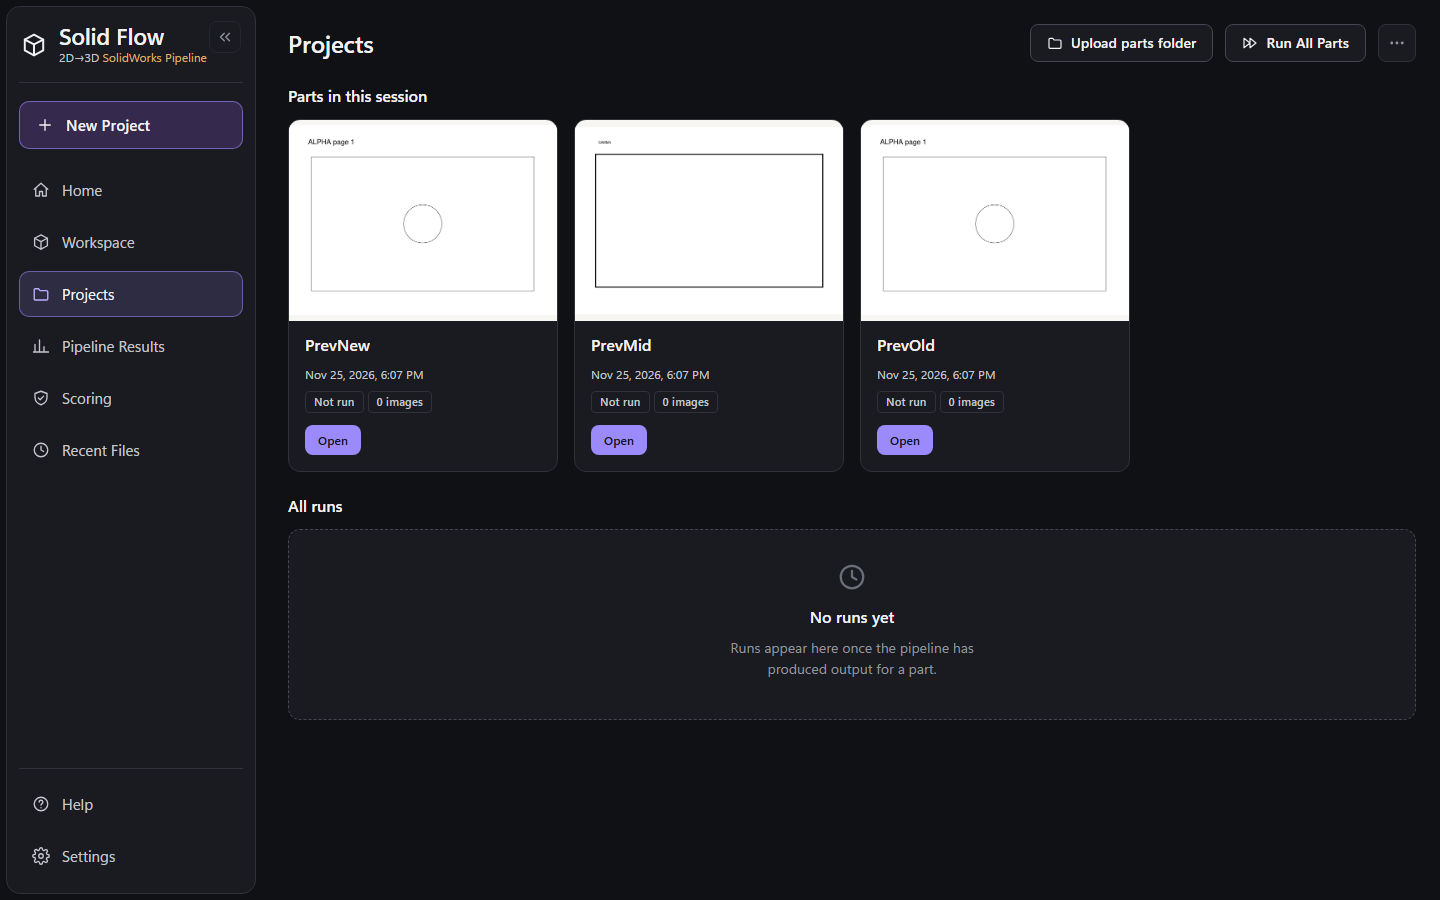 Solid Flow
2D→3D SolidWorks Pipeline
New Project
Home
Workspace
Projects
Pipeline Results
Scoring
Recent Files
Help
Settings
Projects
Upload parts folder
Run All Parts
Parts in this session
ALPHA page 1
PrevNew
Nov 25, 2026, 6:07 PM
Not run
0 images
Open
PrevMid
Nov 25, 2026, 6:07 PM
Not run
0 images
Open
ALPHA page 1
PrevOld
Nov 25, 2026, 6:07 PM
Not run
0 images
Open
All runs
No runs yet
Runs appear here once the pipeline has
produced output for a part.